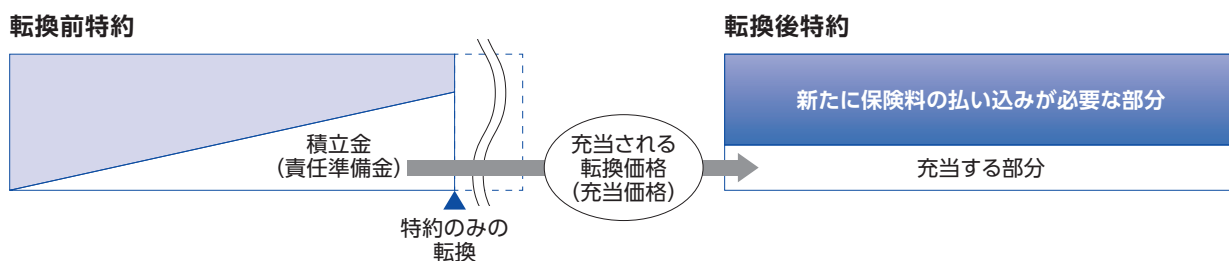 転換前特約
転換後特約
積立金
(責任準備金)
特約のみの
転換
充当される
転換価格
(充当価格)
新たに保険料の払い込みが必要な部分
充当する部分